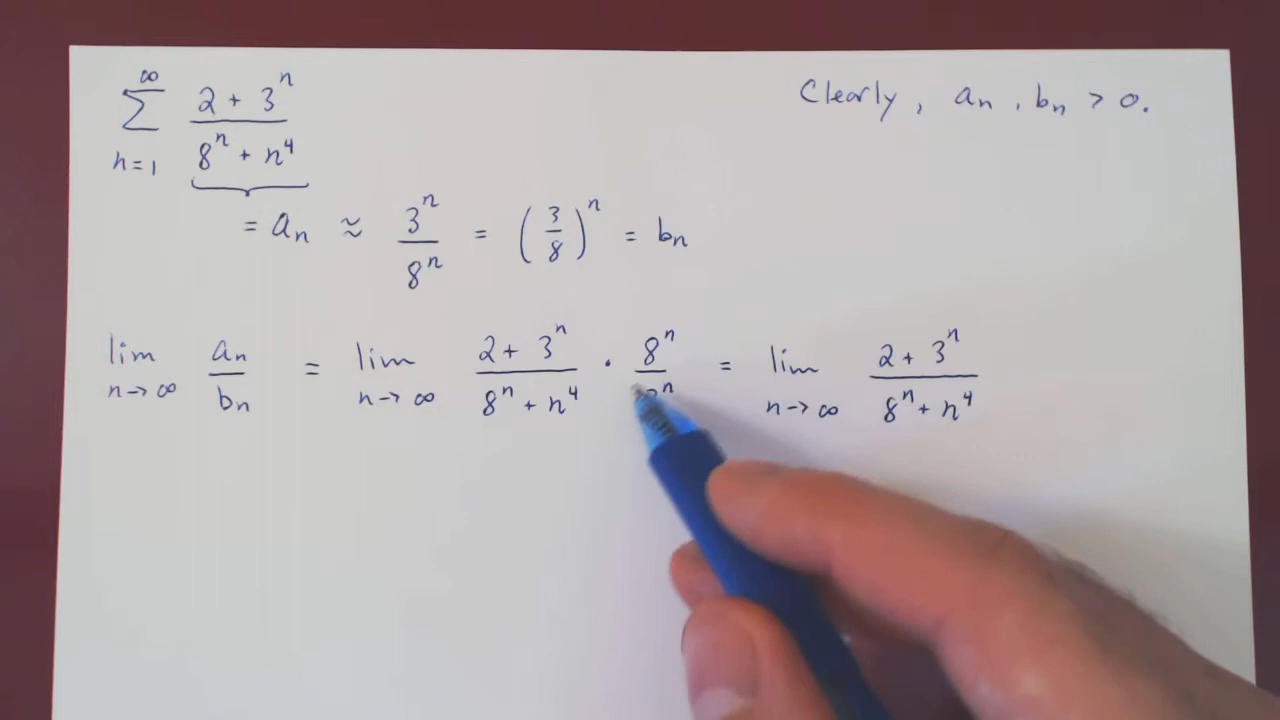 ∞
∑ (2 + 3^n)/(8^n + n^4)
n=1
Clearly, a_n, b_n > 0.
= a_n ≈ 3^n/8^n = (3/8)^n = b_n
lim n→∞ a_n/b_n = lim n→∞ (2 + 3^n)/(8^n + n^4) · 8^n/ = lim n→∞ (2 + 3^n)/(8^n + n^4)